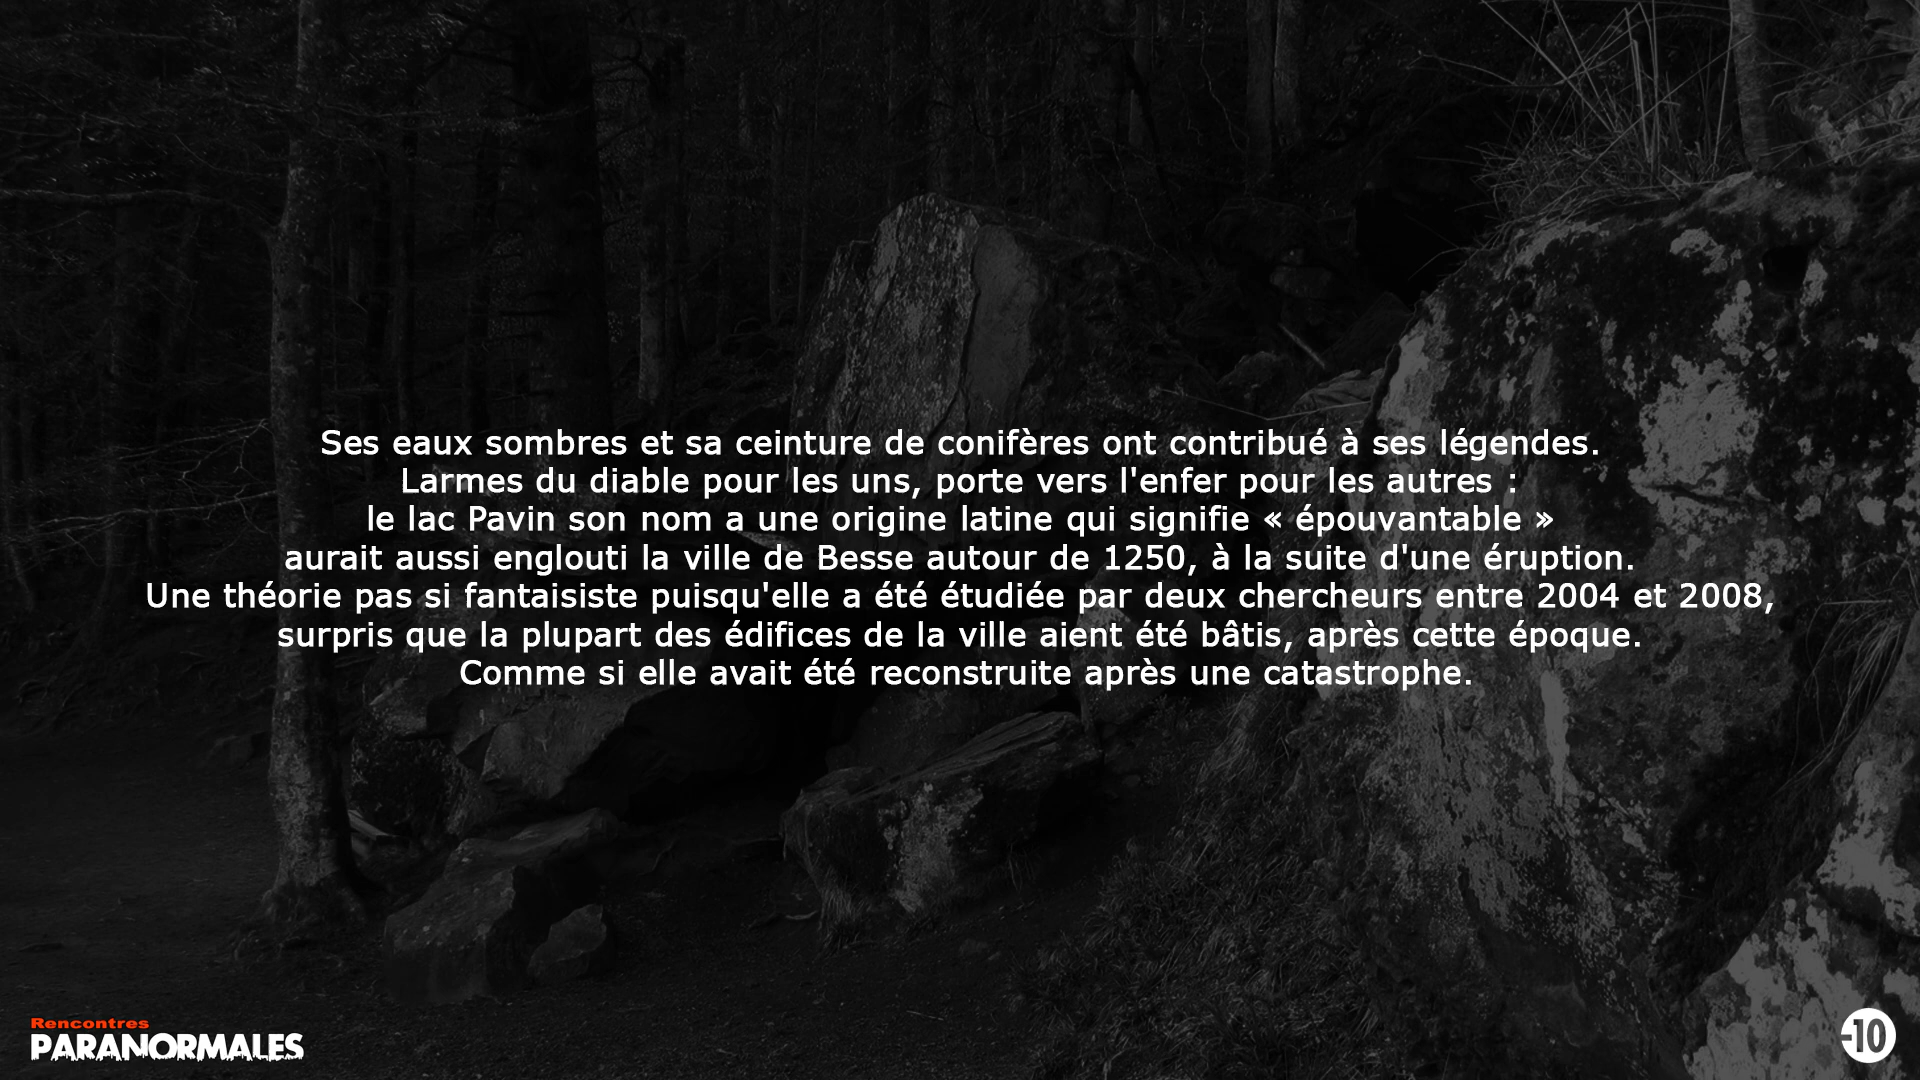 Ses eaux sombres et sa ceinture de conifères ont contribué à ses légendes.
Larmes du diable pour les uns, porte vers l'enfer pour les autres :
le lac Pavin son nom a une origine latine qui signifie « épouvantable »
aurait aussi englouti la ville de Besse autour de 1250, à la suite d'une éruption.
Une théorie pas si fantaisiste puisqu'elle a été étudiée par deux chercheurs entre 2004 et 2008,
surpris que la plupart des édifices de la ville aient été bâtis, après cette époque.
Comme si elle avait été reconstruite après une catastrophe.
Rencontres
PARANORMALES
-10